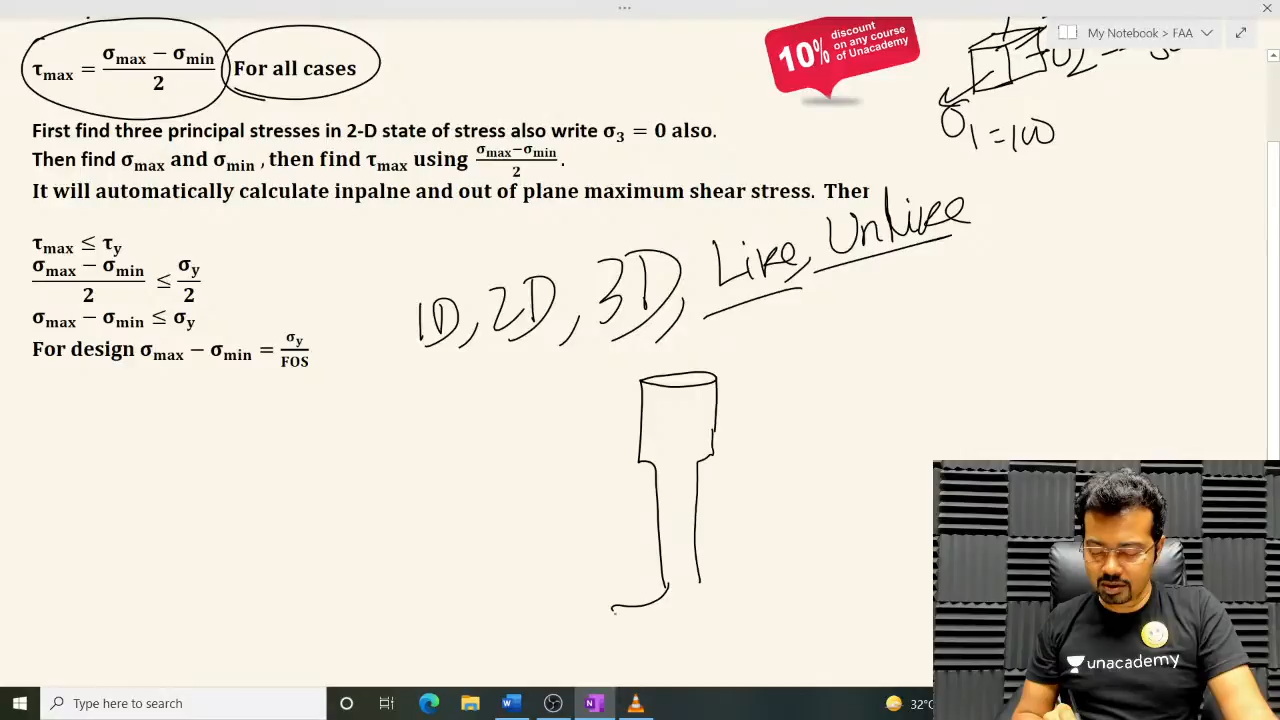 τmax = σmax − σmin / 2 For all cases
10% discount on any course of Unacademy
My Notebook > FAA
σ1 = 100
First find three principal stresses in 2-D state of stress also write σ3 = 0 also.
Then find σmax and σmin , then find τmax using σmax−σmin / 2 .
It will automatically calculate inpalne and out of plane maximum shear stress. Ther
τmax ≤ τy
σmax − σmin / 2 ≤ σy / 2
σmax − σmin ≤ σy
For design σmax − σmin = σy / FOS
1D, 2D, 3D, Like, Unlike
unacademy
Type here to search
32°C